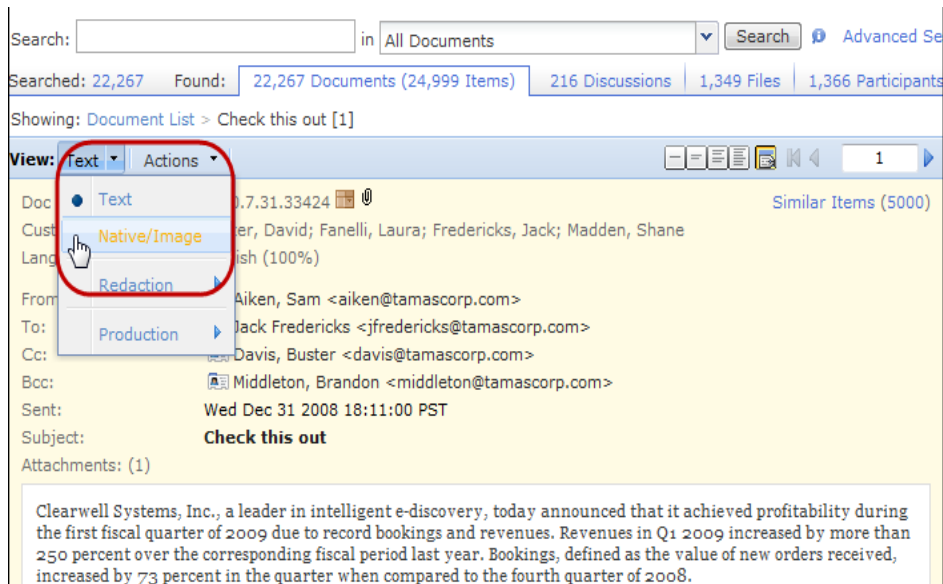 Search: in All Documents Search Advanced Se
Searched: 22,267 Found: 22,267 Documents (24,999 Items) 216 Discussions 1,349 Files 1,366 Participants
Showing: Document List > Check this out [1]
View: Text Actions 1
Doc .7.31.33424 Similar Items (5000)
Text
Cust er, David; Fanelli, Laura; Fredericks, Jack; Madden, Shane
Native/Image
Lang ish (100%)
Redaction
From Aiken, Sam <aiken@tamascorp.com>
To: Jack Fredericks <jfredericks@tamascorp.com>
Production
Cc: Davis, Buster <davis@tamascorp.com>
Bcc: Middleton, Brandon <middleton@tamascorp.com>
Sent: Wed Dec 31 2008 18:11:00 PST
Subject: Check this out
Attachments: (1)
Clearwell Systems, Inc., a leader in intelligent e-discovery, today announced that it achieved profitability during
the first fiscal quarter of 2009 due to record bookings and revenues. Revenues in Q1 2009 increased by more than
250 percent over the corresponding fiscal period last year. Bookings, defined as the value of new orders received,
increased by 73 percent in the quarter when compared to the fourth quarter of 2008.